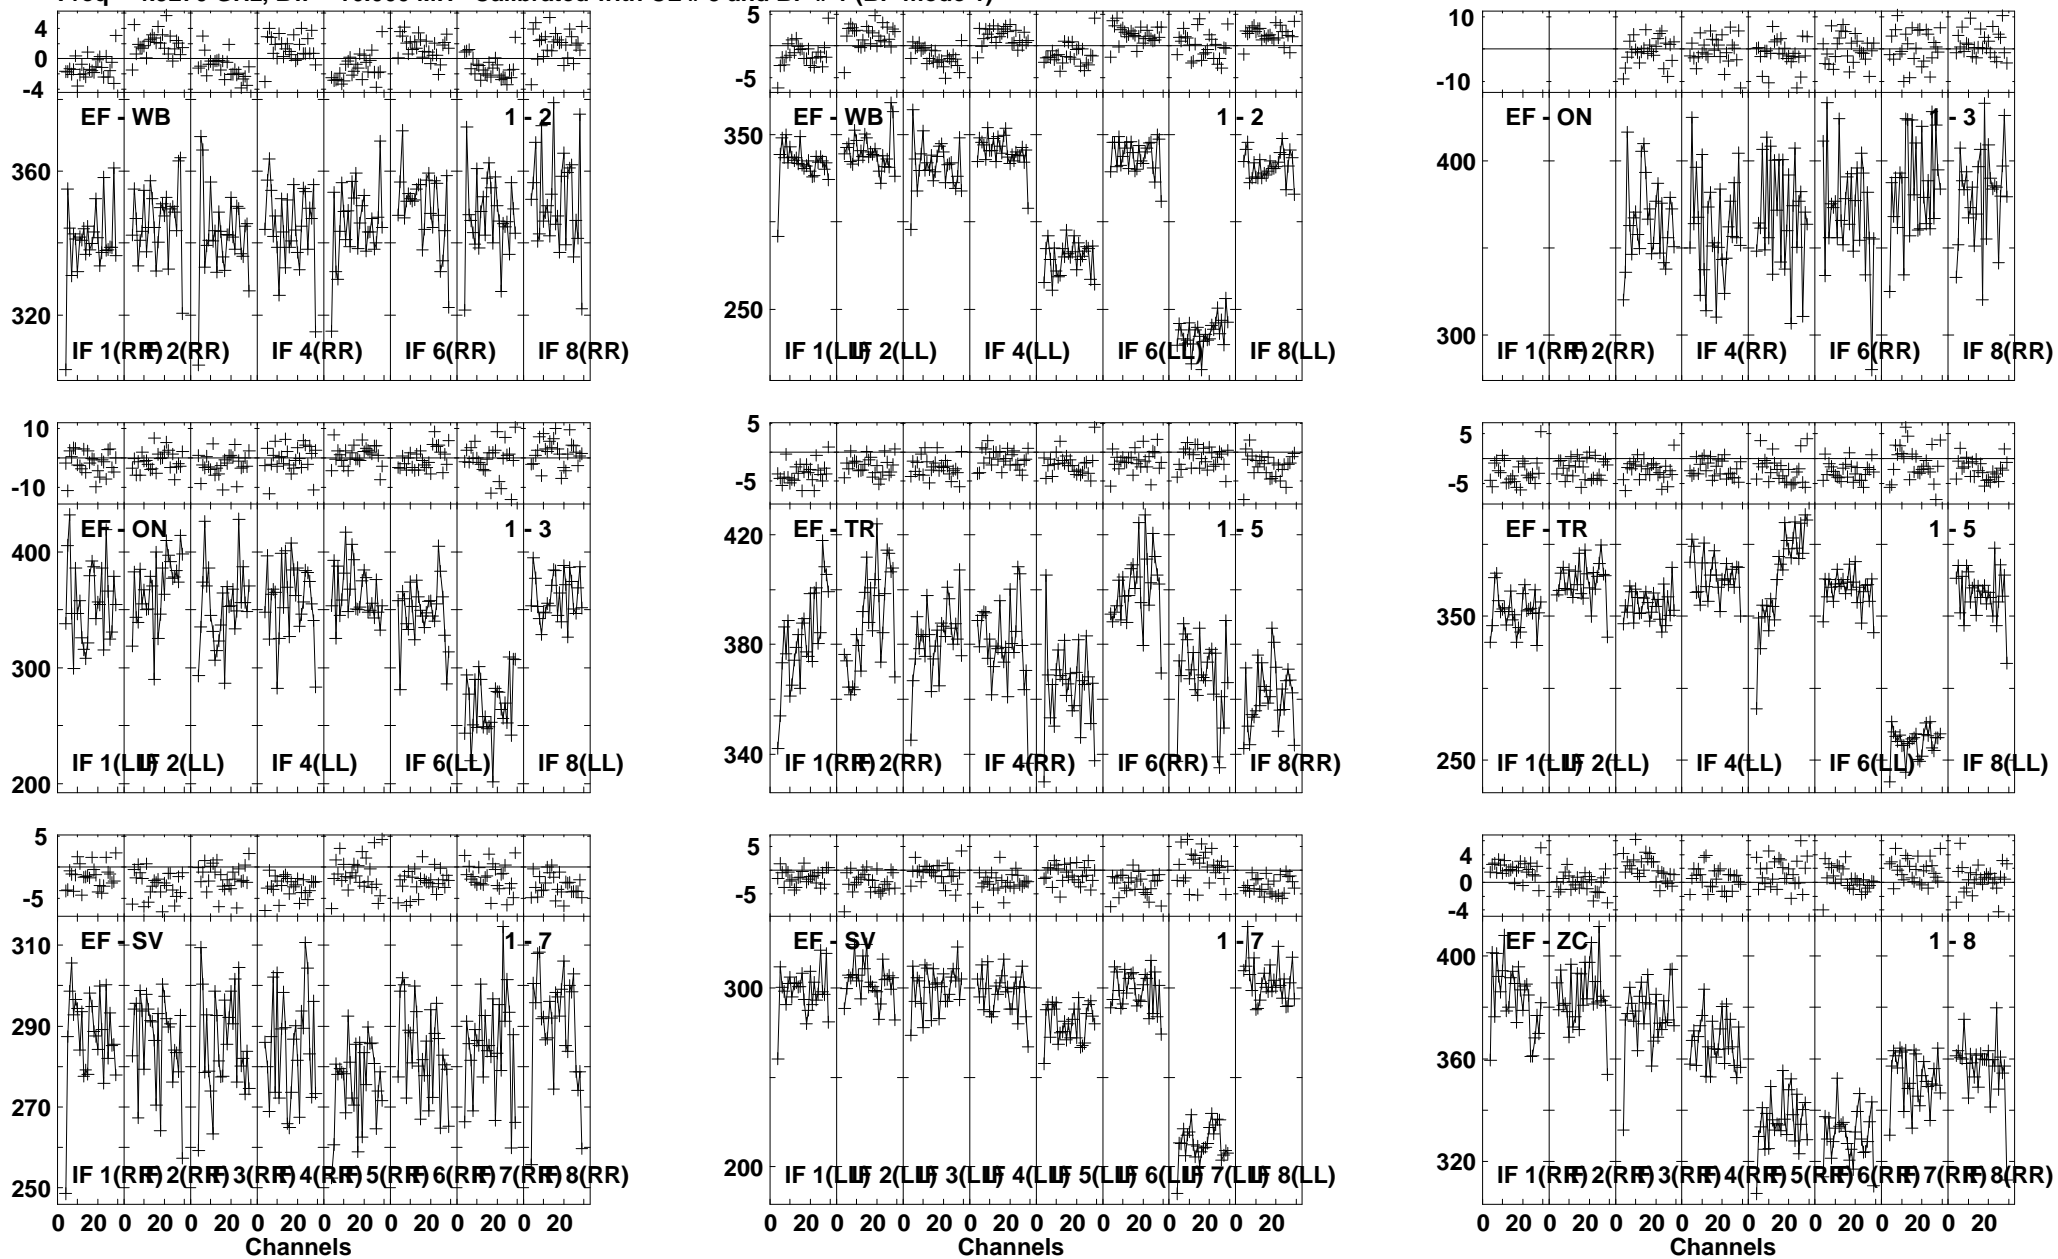 4
0
-4
EF - WB
1 - 2
360
320
IF 1(RR)
IF 2(RR)
IF 4(RR)
IF 6(RR)
IF 8(RR)
5
-5
EF - WB
1 - 2
350
250
IF 1(LL)
IF 2(LL)
IF 4(LL)
IF 6(LL)
IF 8(LL)
10
0
-10
EF - ON
1 - 3
400
300
IF 1(RR)
IF 2(RR)
IF 4(RR)
IF 6(RR)
IF 8(RR)
10
0
-10
EF - ON
1 - 3
400
300
200
IF 1(LL)
IF 2(LL)
IF 4(LL)
IF 6(LL)
IF 8(LL)
5
-5
EF - TR
1 - 5
420
380
340
IF 1(RR)
IF 2(RR)
IF 4(RR)
IF 6(RR)
IF 8(RR)
5
-5
EF - TR
1 - 5
350
250
IF 1(LL)
IF 2(LL)
IF 4(LL)
IF 6(LL)
IF 8(LL)
5
-5
EF - SV
1 - 7
310
290
270
250
IF 1(RR)
IF 2(RR)
IF 3(RR)
IF 4(RR)
IF 5(RR)
IF 6(RR)
IF 7(RR)
IF 8(RR)
0 20 0 20 0 20 0 20 0 20 0 20 0 20 0 20
Channels
5
-5
EF - SV
1 - 7
300
200
IF 1(LL)
IF 2(LL)
IF 3(LL)
IF 4(LL)
IF 5(LL)
IF 6(LL)
IF 7(LL)
IF 8(LL)
0 20 0 20 0 20 0 20 0 20 0 20 0 20 0 20
Channels
4
0
-4
EF - ZC
1 - 8
400
360
320
IF 1(RR)
IF 2(RR)
IF 3(RR)
IF 4(RR)
IF 5(RR)
IF 6(RR)
IF 7(RR)
IF 8(RR)
0 20 0 20 0 20 0 20 0 20 0 20 0 20 0 20
Channels